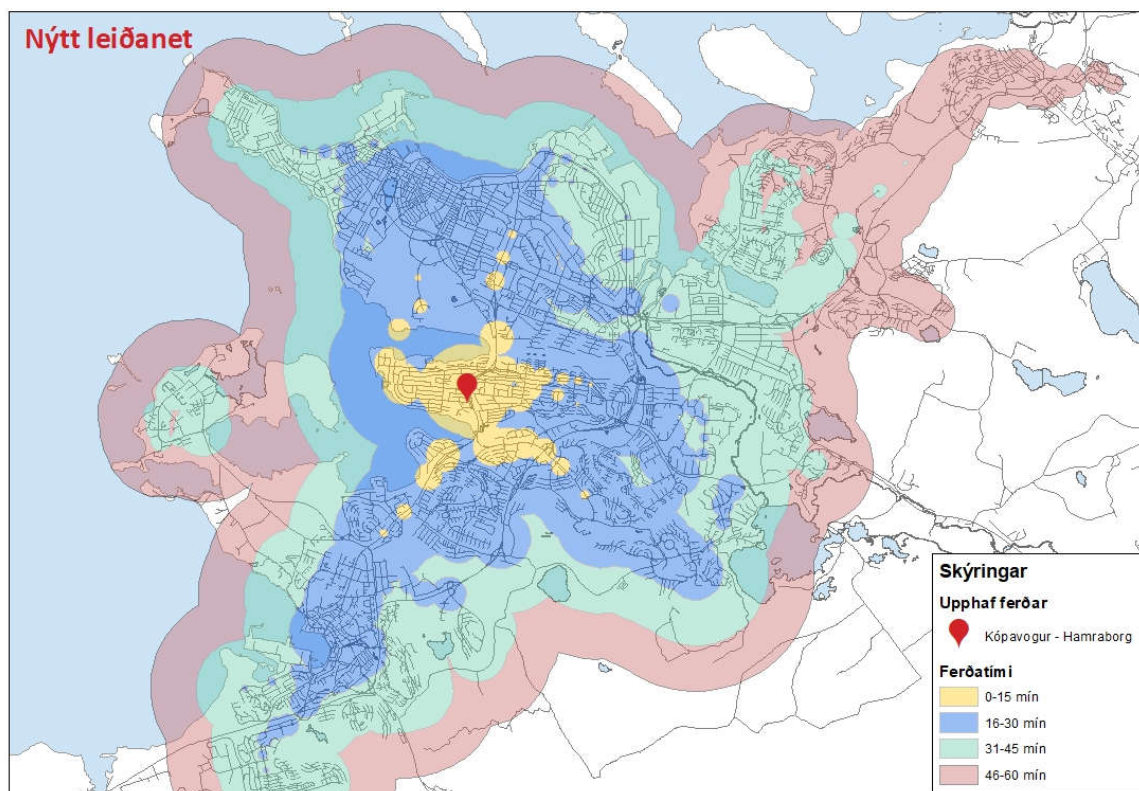 Nýtt leiðanet
Skýringar
Upphaf ferðar
Kópavogur - Hamraborg
Ferðatími
0-15 mín
16-30 mín
31-45 mín
46-60 mín